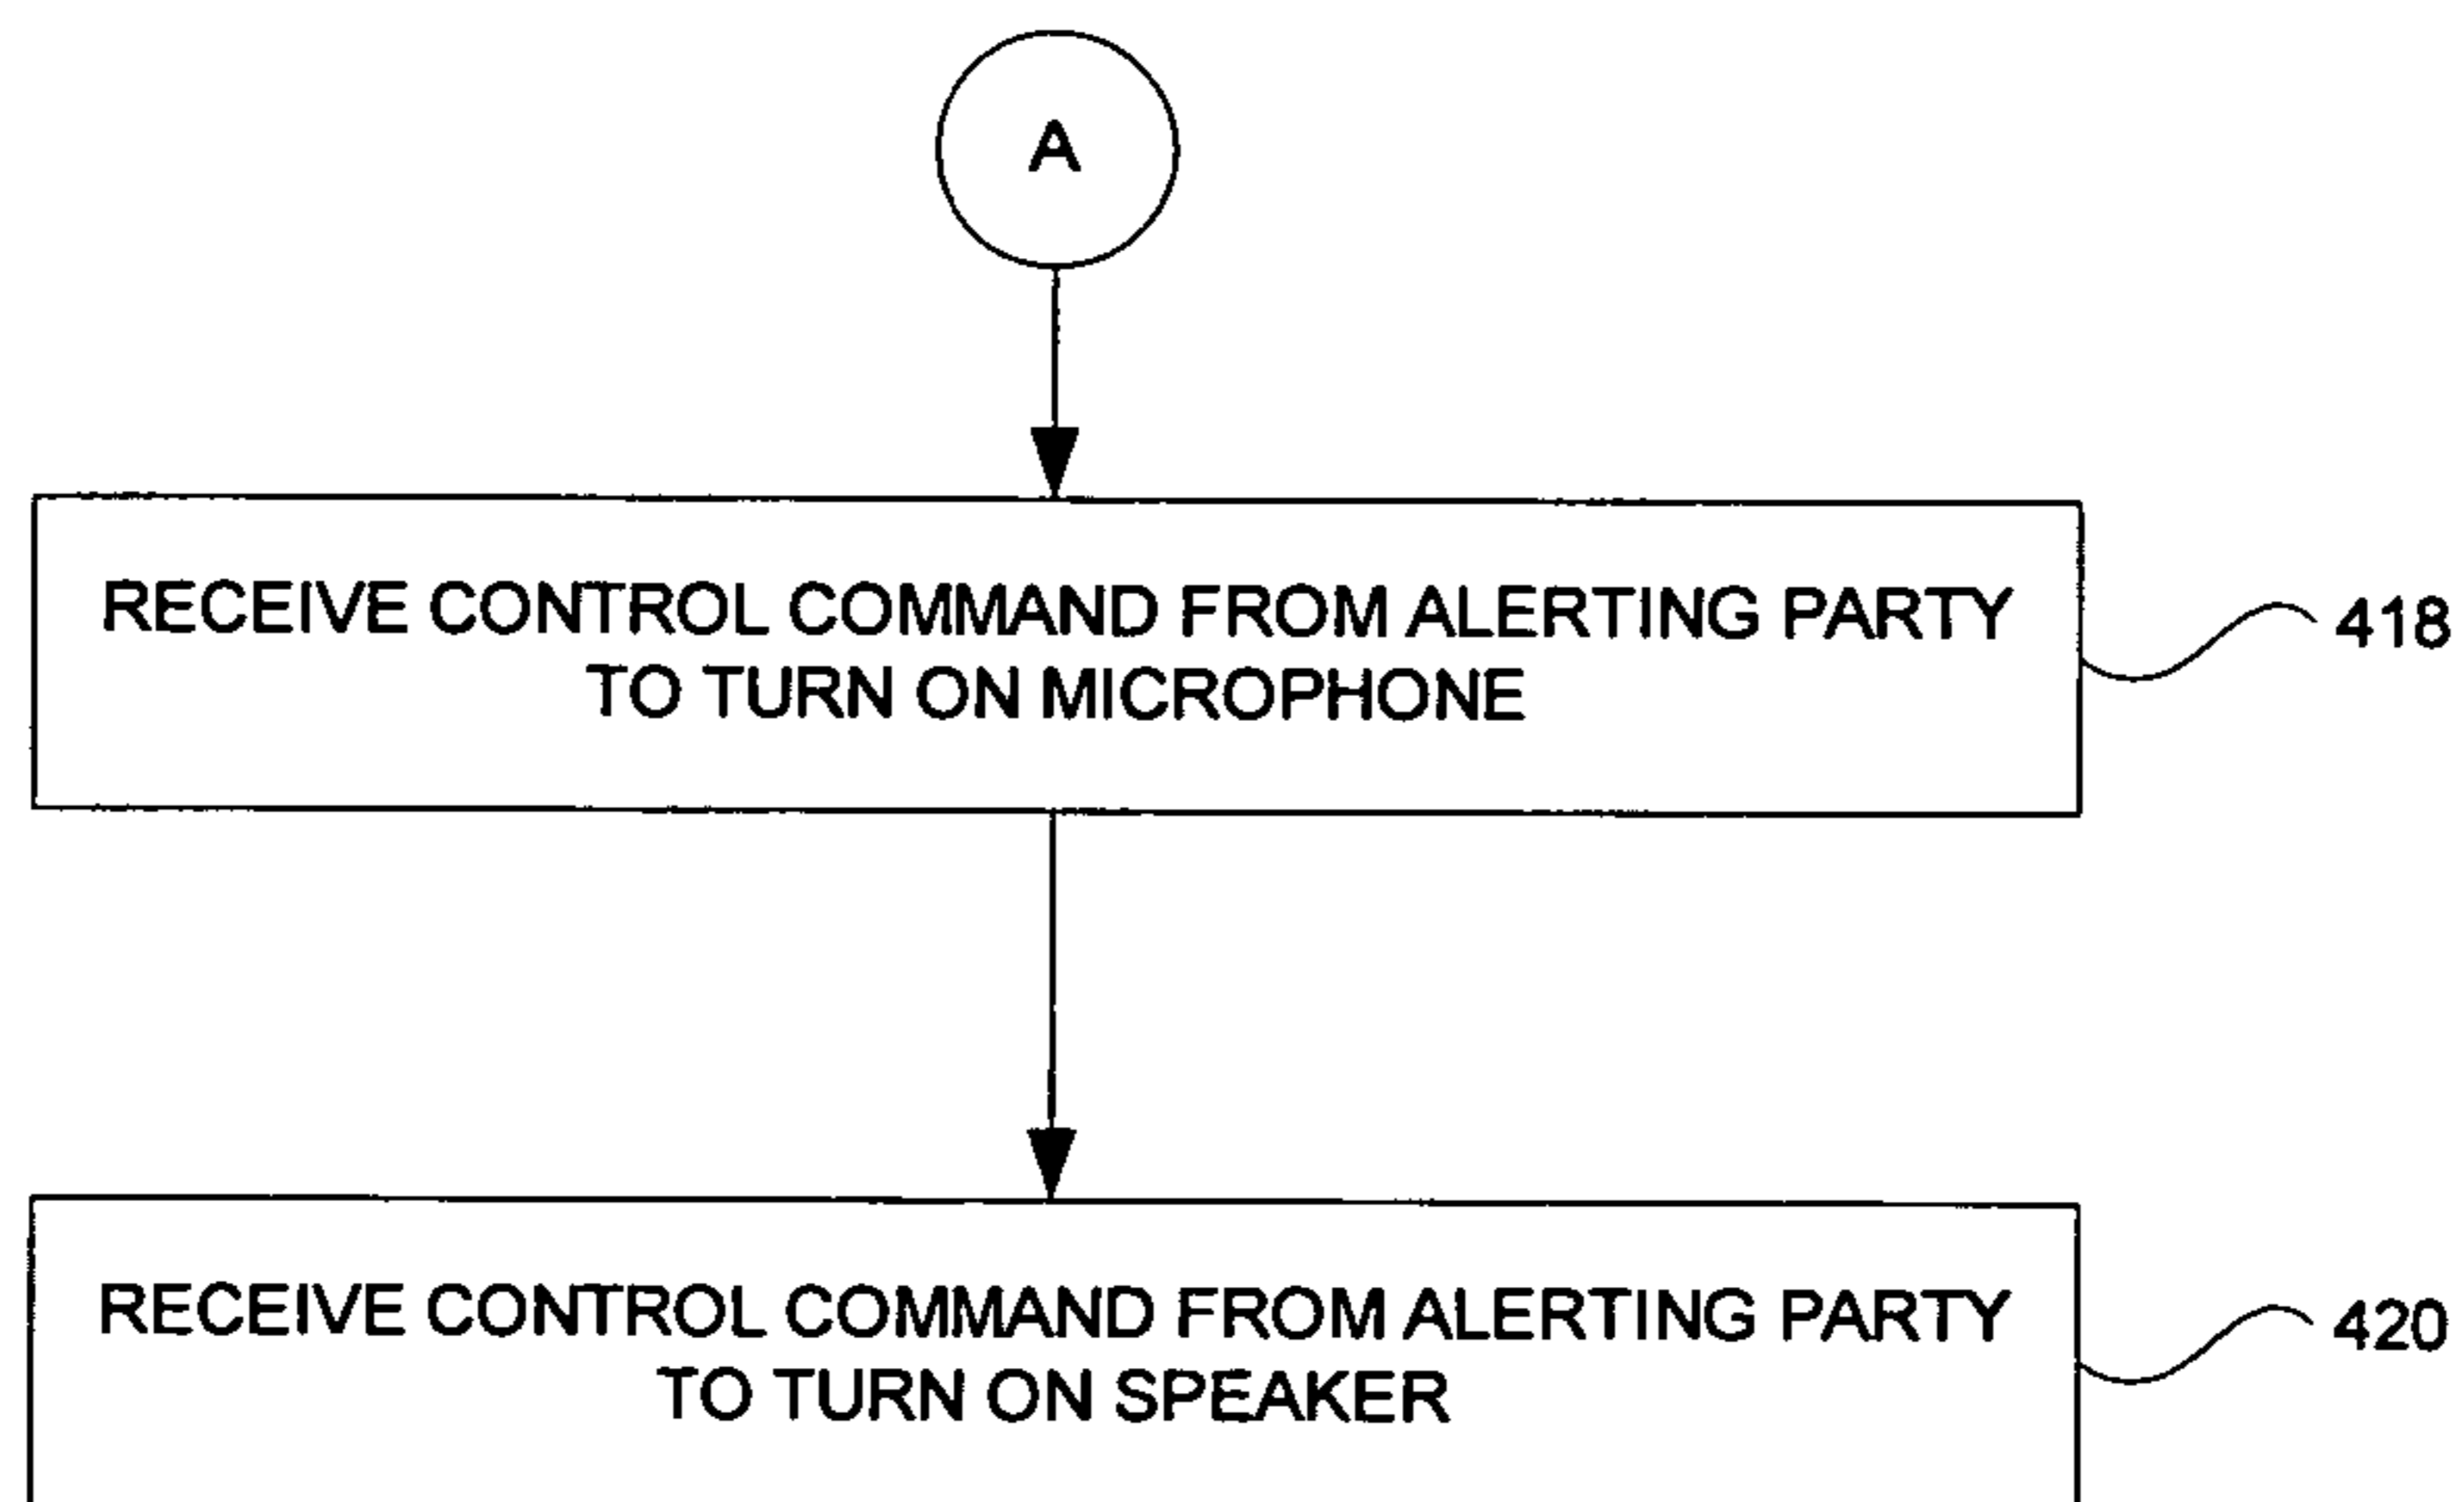 A
RECEIVE CONTROL COMMAND FROM ALERTING PARTY
TO TURN ON MICROPHONE
418
RECEIVE CONTROL COMMAND FROM ALERTING PARTY
TO TURN ON SPEAKER
420